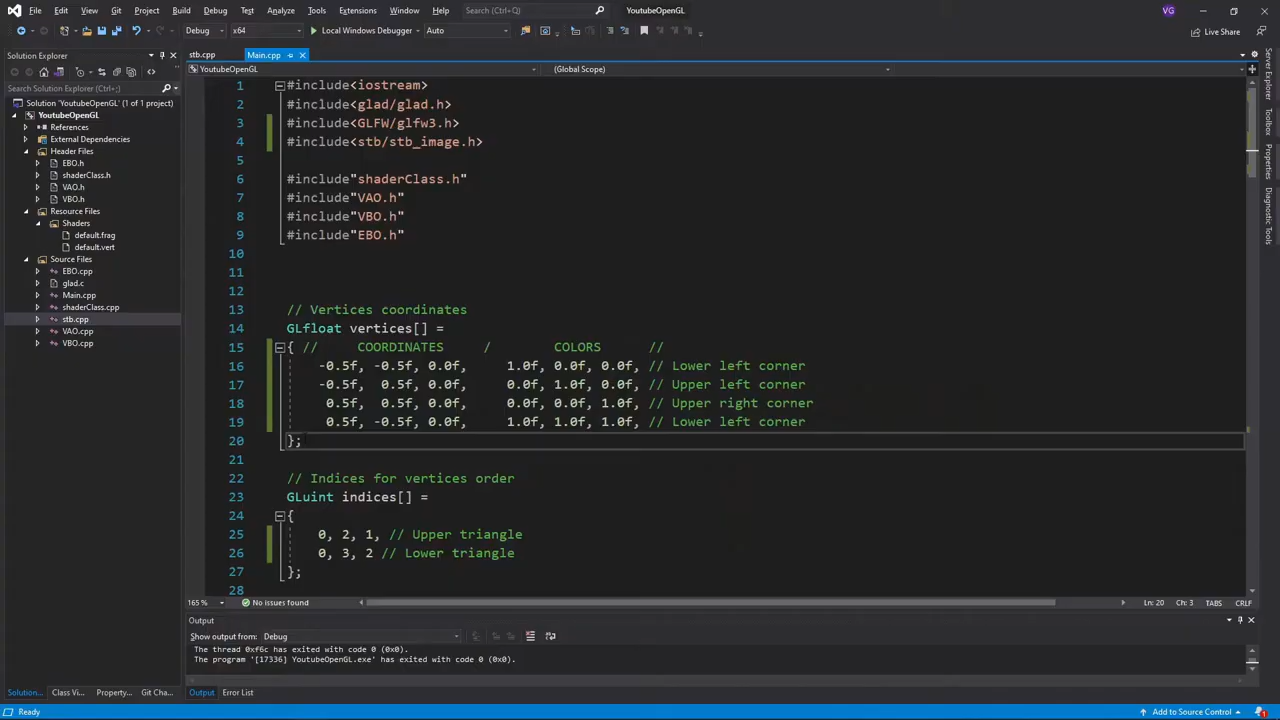 File Edit View Git Project Build Debug Test Analyze Tools Extensions Window Help Search (Ctrl+Q) YoutubeOpenGL VG
Debug x64 Local Windows Debugger Auto Live Share
Solution Explorer
Search Solution Explorer (Ctrl+;)
Solution 'YoutubeOpenGL' (1 of 1 project)
YoutubeOpenGL
References
External Dependencies
Header Files
EBO.h
shaderClass.h
VAO.h
VBO.h
Resource Files
Shaders
default.frag
default.vert
Source Files
EBO.cpp
glad.c
Main.cpp
shaderClass.cpp
stb.cpp
VAO.cpp
VBO.cpp
Solution... Class Vi... Property... Git Cha...
stb.cpp Main.cpp
YoutubeOpenGL (Global Scope)
1 #include<iostream>
2 #include<glad/glad.h>
3 #include<GLFW/glfw3.h>
4 #include<stb/stb_image.h>
5
6 #include"shaderClass.h"
7 #include"VAO.h"
8 #include"VBO.h"
9 #include"EBO.h"
10
11
12
13 // Vertices coordinates
14 GLfloat vertices[] =
15 { // COORDINATES / COLORS //
16 -0.5f, -0.5f, 0.0f, 1.0f, 0.0f, 0.0f, // Lower left corner
17 -0.5f, 0.5f, 0.0f, 0.0f, 1.0f, 0.0f, // Upper left corner
18 0.5f, 0.5f, 0.0f, 0.0f, 0.0f, 1.0f, // Upper right corner
19 0.5f, -0.5f, 0.0f, 1.0f, 1.0f, 1.0f, // Lower left corner
20 };
21
22 // Indices for vertices order
23 GLuint indices[] =
24 {
25 0, 2, 1, // Upper triangle
26 0, 3, 2 // Lower triangle
27 };
28
165 % No issues found Ln: 20 Ch: 3 TABS CRLF
Output
Show output from: Debug
The thread 0xf6c has exited with code 0 (0x0).
The program '[17336] YoutubeOpenGL.exe' has exited with code 0 (0x0).
Output Error List
Server Explorer
Toolbox
Properties
Diagnostic Tools
Ready Add to Source Control 1